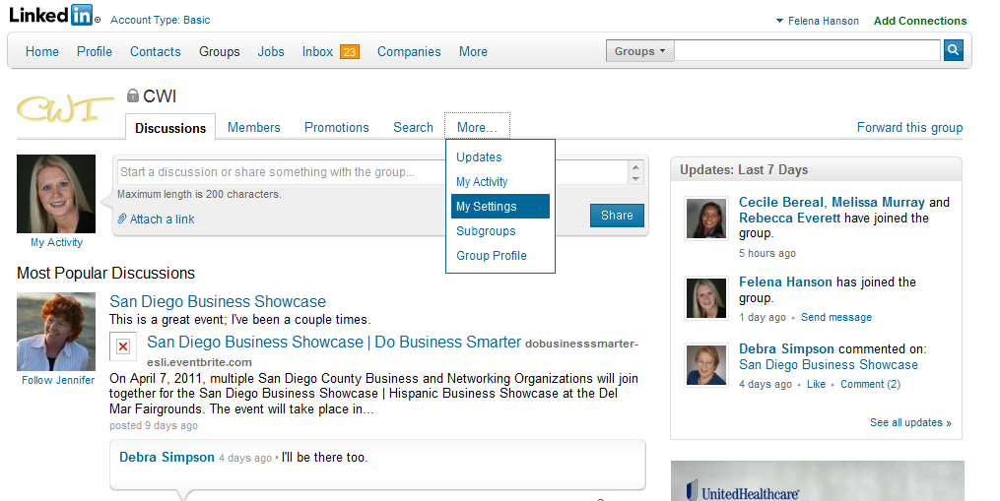 Linked in® Account Type: Basic
Felena Hanson Add Connections
Home Profile Contacts Groups Jobs Inbox 23 Companies More
Groups
CWI
CWI
Discussions Members Promotions Search More...
Forward this group
Updates
My Activity
My Settings
Subgroups
Group Profile
Start a discussion or share something with the group...
Maximum length is 200 characters.
Attach a link
Share
My Activity
Most Popular Discussions
San Diego Business Showcase
This is a great event; I've been a couple times.
San Diego Business Showcase | Do Business Smarter dobusinesssmarter-
esli.eventbrite.com
On April 7, 2011, multiple San Diego County Business and Networking Organizations will join
together for the San Diego Business Showcase | Hispanic Business Showcase at the Del
Mar Fairgrounds. The event will take place in...
posted 9 days ago
Follow Jennifer
Debra Simpson 4 days ago • I'll be there too.
Updates: Last 7 Days
Cecile Bereal, Melissa Murray and
Rebecca Everett have joined the
group.
5 hours ago
Felena Hanson has joined the
group.
1 day ago • Send message
Debra Simpson commented on:
San Diego Business Showcase
4 days ago • Like • Comment (2)
See all updates »
UnitedHealthcare